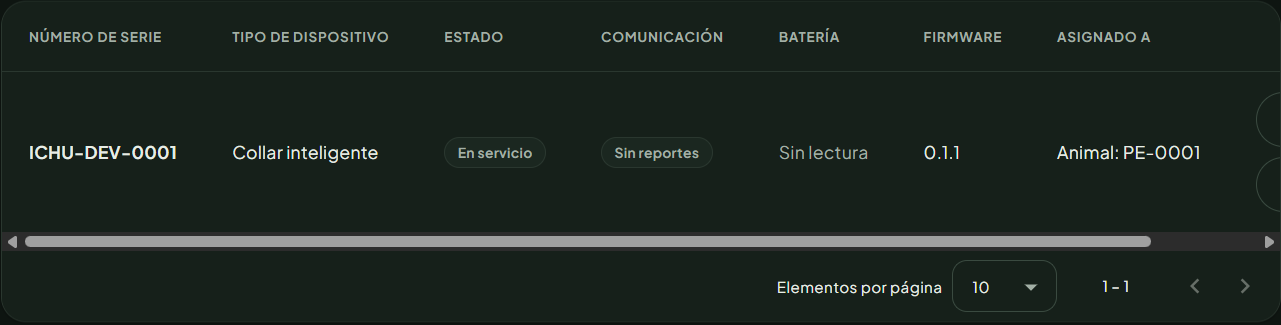 NÚMERO DE SERIE TIPO DE DISPOSITIVO ESTADO COMUNICACIÓN BATERÍA FIRMWARE ASIGNADO A
ICHU-DEV-0001 Collar inteligente En servicio Sin reportes Sin lectura 0.1.1 Animal: PE-0001
Elementos por página 10 1 - 1